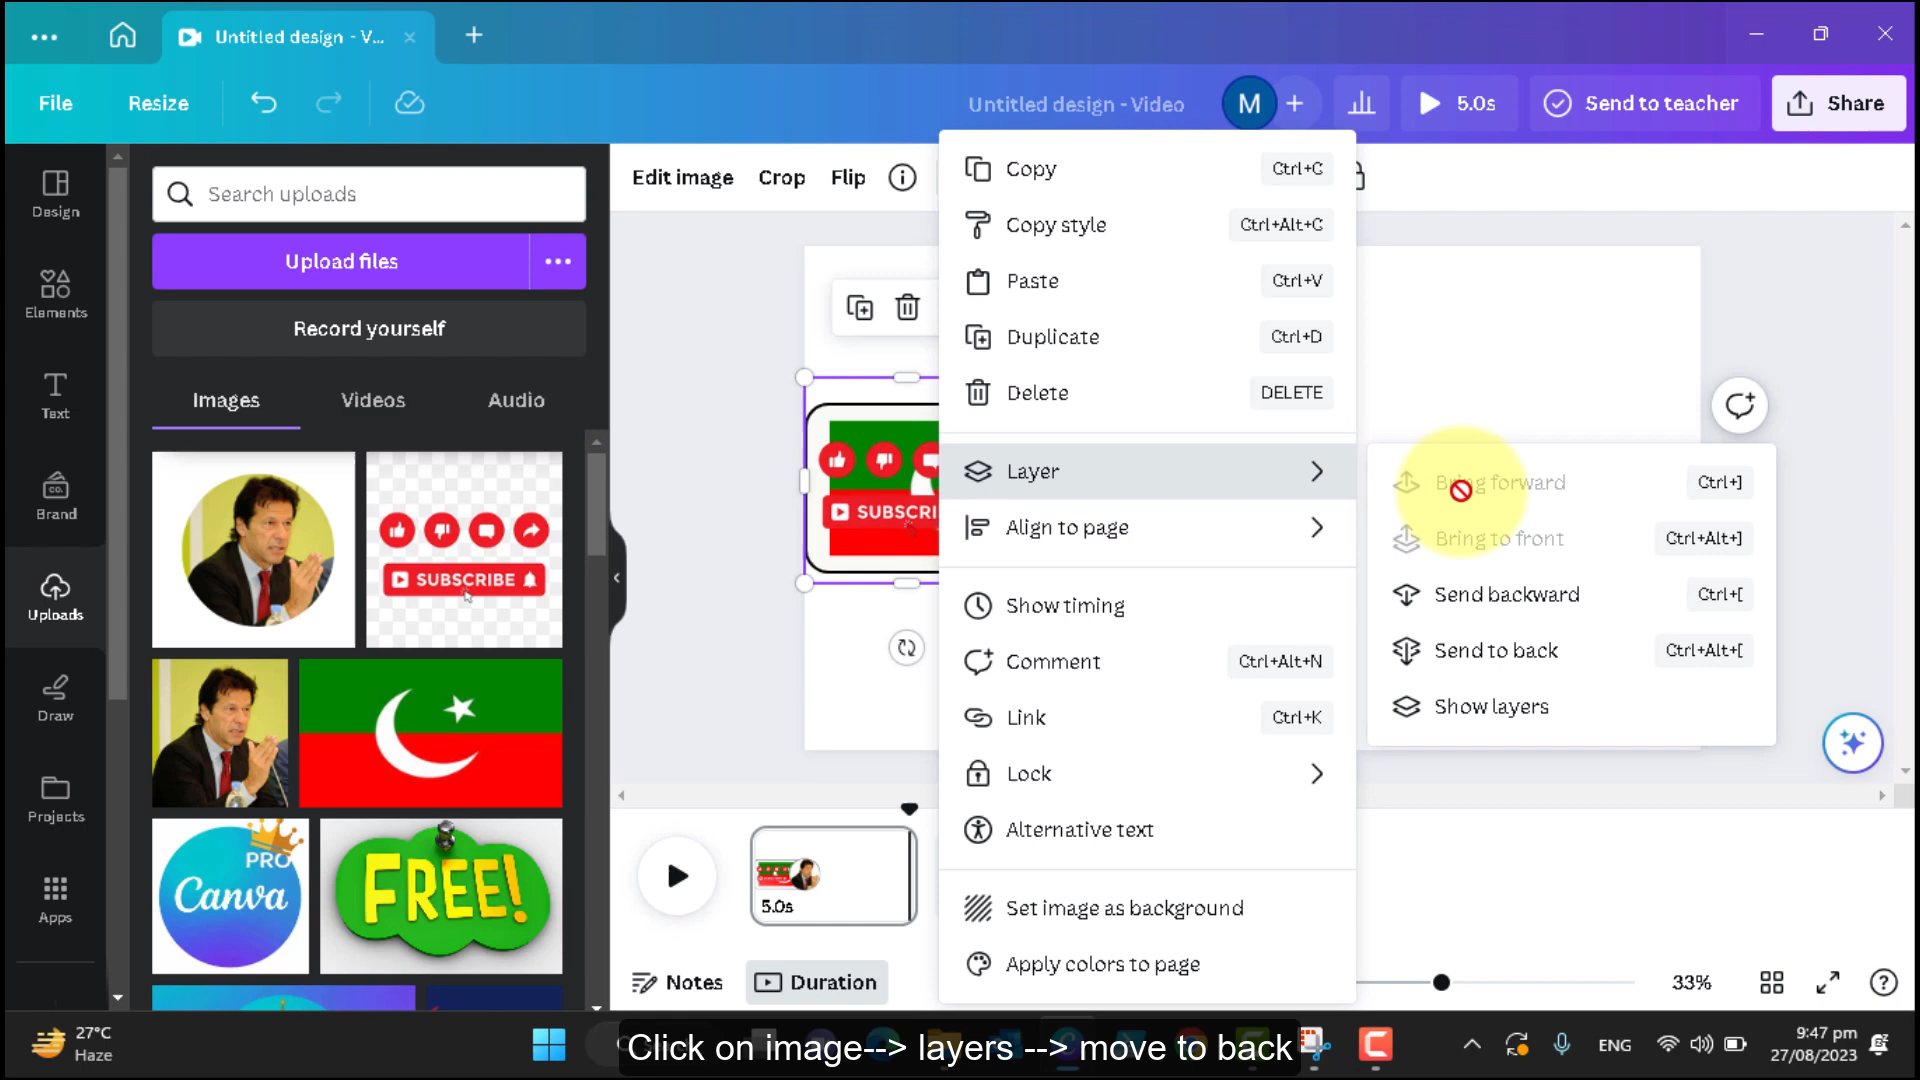 Untitled design - V...
File
Resize
Untitled design - Video
M
5.0s
Send to teacher
Share
Design
Elements
Text
Brand
Uploads
Draw
Projects
Apps
Search uploads
Upload files
Record yourself
Images
Videos
Audio
SUBSCRIBE
PRO
Canva
FREE!
Edit image
Crop
Flip
SUBSCRI
Copy
Ctrl+C
Copy style
Ctrl+Alt+C
Paste
Ctrl+V
Duplicate
Ctrl+D
Delete
DELETE
Layer
Align to page
Show timing
Comment
Ctrl+Alt+N
Link
Ctrl+K
Lock
Alternative text
Set image as background
Apply colors to page
Bring forward
Ctrl+]
Bring to front
Ctrl+Alt+]
Send backward
Ctrl+[
Send to back
Ctrl+Alt+[
Show layers
5.0s
Notes
Duration
33%
27°C
Haze
Click on image--> layers --> move to back
ENG
9:47 pm
27/08/2023